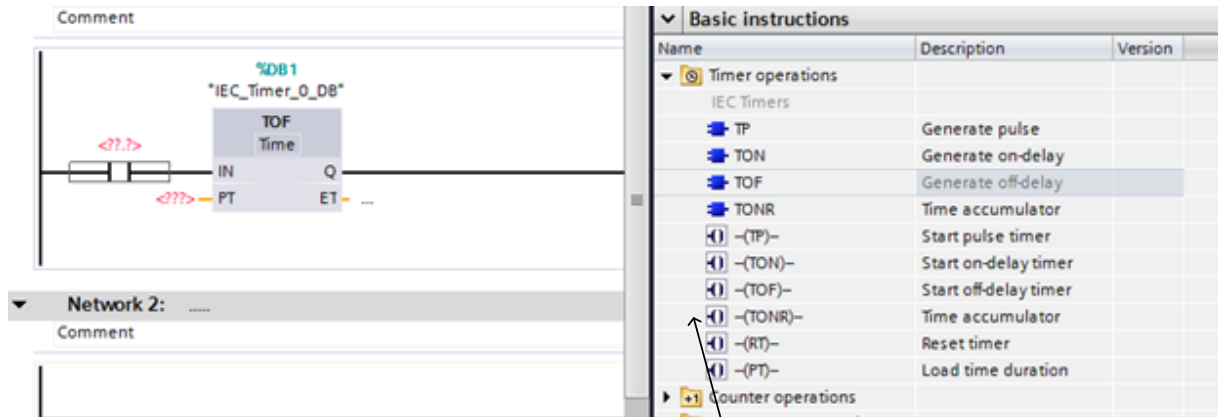 Comment
%DB1
"IEC_Timer_0_DB"
TOF
Time
<??.?>
IN Q
<???> PT ET ...
Network 2: .....
Comment
Basic instructions
Name Description Version
Timer operations
IEC Timers
TP Generate pulse
TON Generate on-delay
TOF Generate off-delay
TONR Time accumulator
-(TP)- Start pulse timer
-(TON)- Start on-delay timer
-(TOF)- Start off-delay timer
-(TONR)- Time accumulator
-(RT)- Reset timer
-(PT)- Load time duration
+1 Counter operations